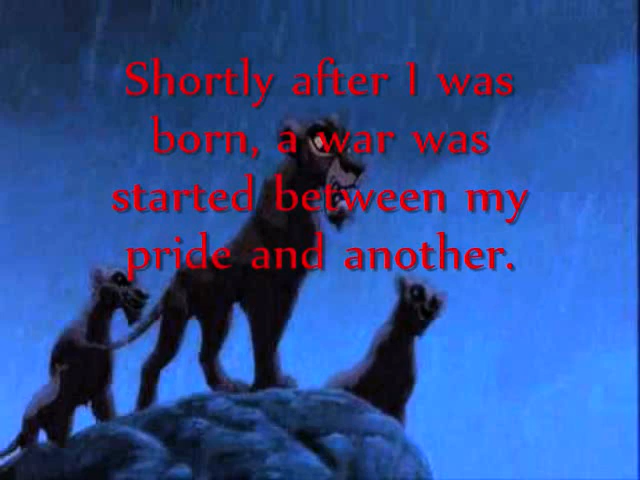 Shortly after I was
born, a war was
started between my
pride and another.